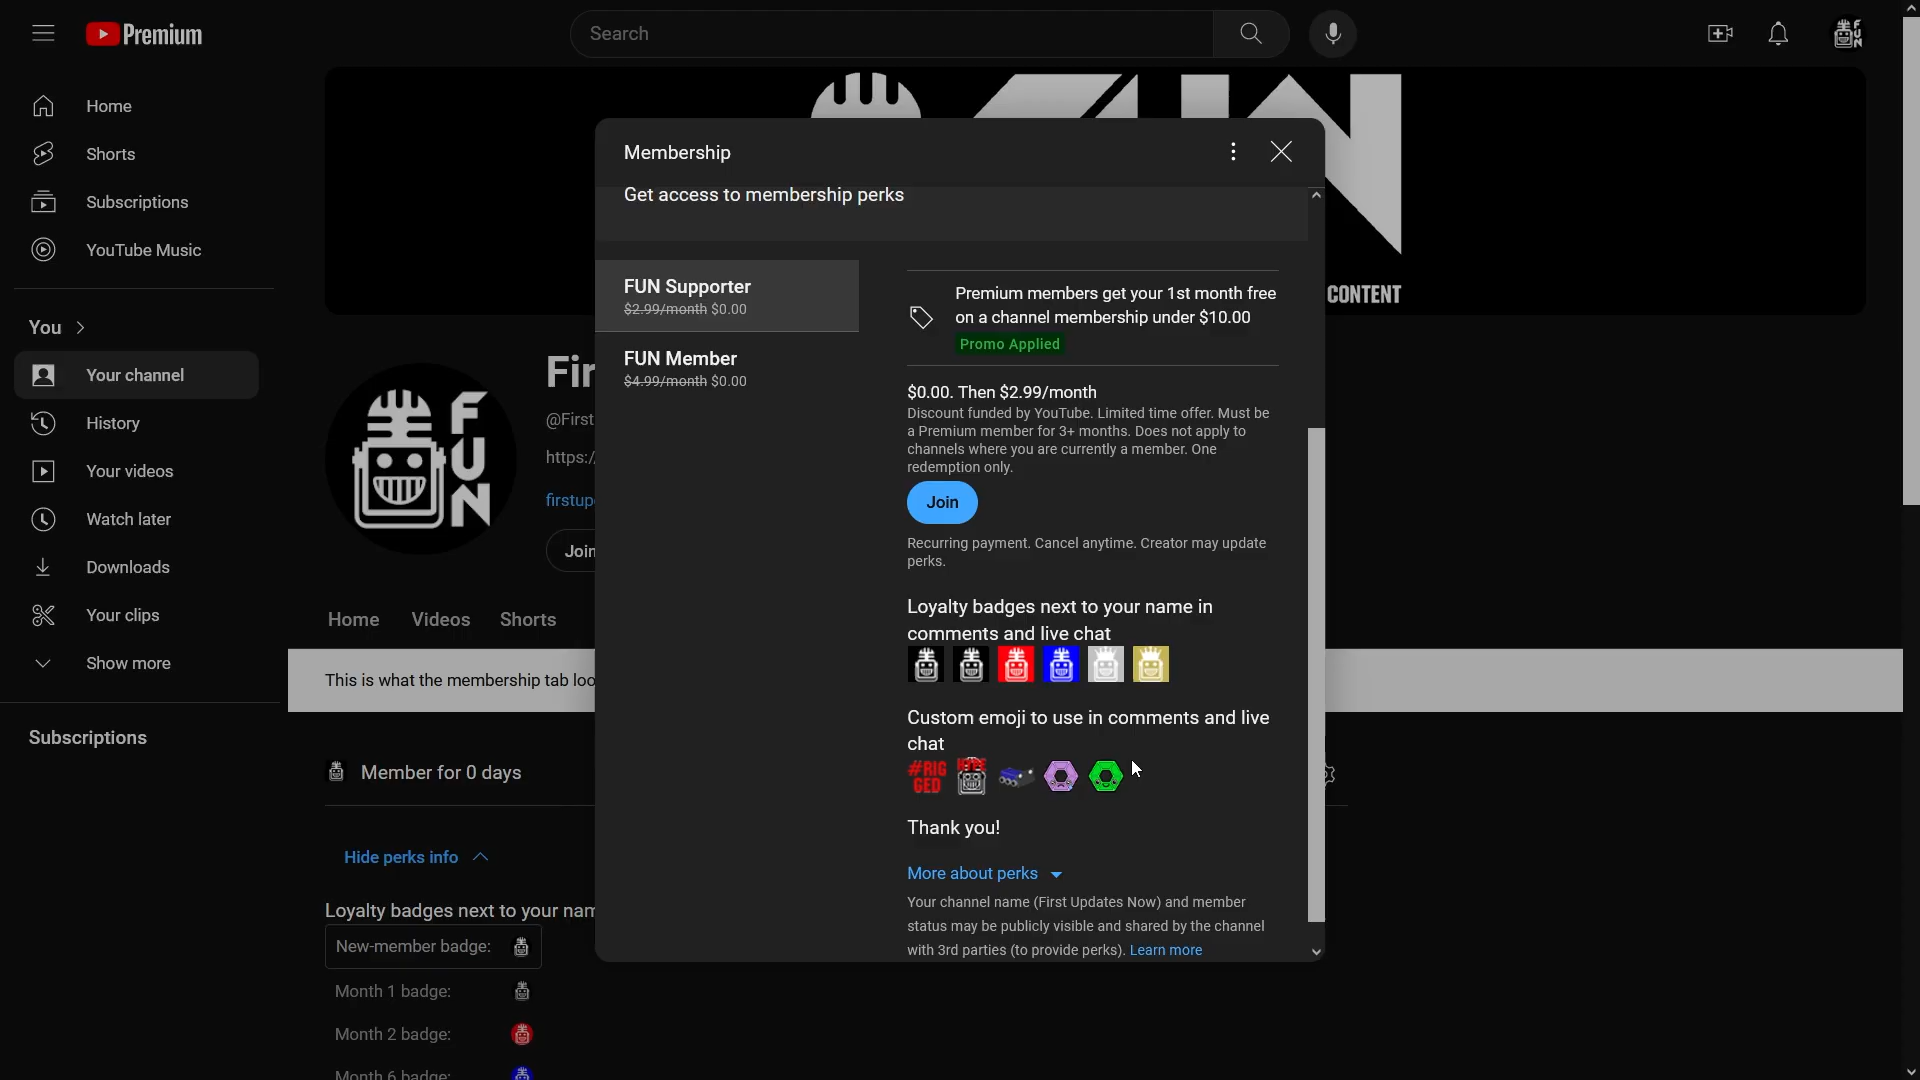 Premium
Search
FUN
Home
Shorts
Subscriptions
YouTube Music
You
Your channel
History
Your videos
Watch later
Downloads
Your clips
Show more
Subscriptions
CONTENT
FUN
Fir
@First
https:/
firstup
Join
Home Videos Shorts
This is what the membership tab loo
Member for 0 days
Hide perks info
Loyalty badges next to your nam
New-member badge:
Month 1 badge:
Month 2 badge:
Month 6 badge:
Membership
Get access to membership perks
FUN Supporter
$2.99/month $0.00
FUN Member
$4.99/month $0.00
Premium members get your 1st month free
on a channel membership under $10.00
Promo Applied
$0.00. Then $2.99/month
Discount funded by YouTube. Limited time offer. Must be
a Premium member for 3+ months. Does not apply to
channels where you are currently a member. One
redemption only.
Join
Recurring payment. Cancel anytime. Creator may update
perks.
Loyalty badges next to your name in
comments and live chat
Custom emoji to use in comments and live
chat
#RIG
GED
HYPE
Thank you!
More about perks
Your channel name (First Updates Now) and member
status may be publicly visible and shared by the channel
with 3rd parties (to provide perks). Learn more